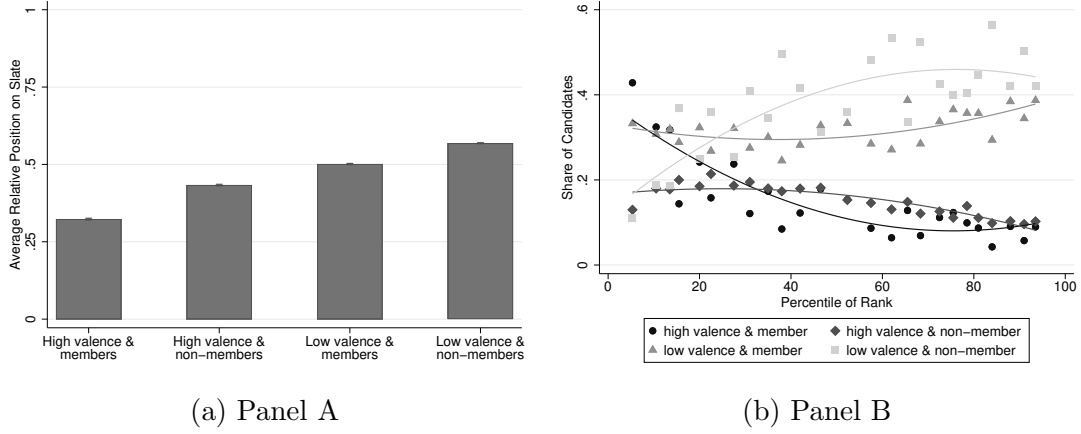 Average Relative Position on Slate
1
.75
.5
.25
0
High valence &
members
High valence &
non−members
Low valence &
members
Low valence &
non−members
(a) Panel A
Share of Candidates
.6
.4
.2
0
0 20 40 60 80 100
Percentile of Rank
high valence & member high valence & non−member
low valence & member low valence & non−member
(b) Panel B